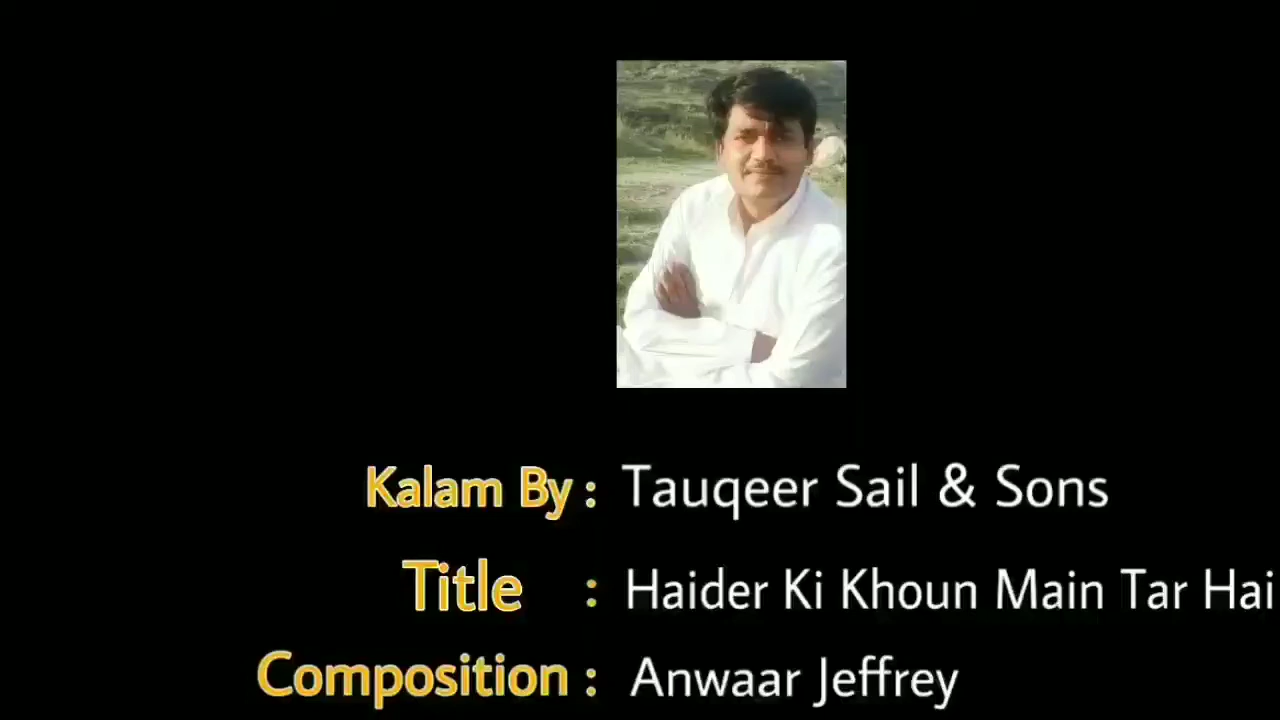 Kalam By : Tauqeer Sail & Sons
Title : Haider Ki Khoun Main Tar Hai
Composition : Anwaar Jeffrey